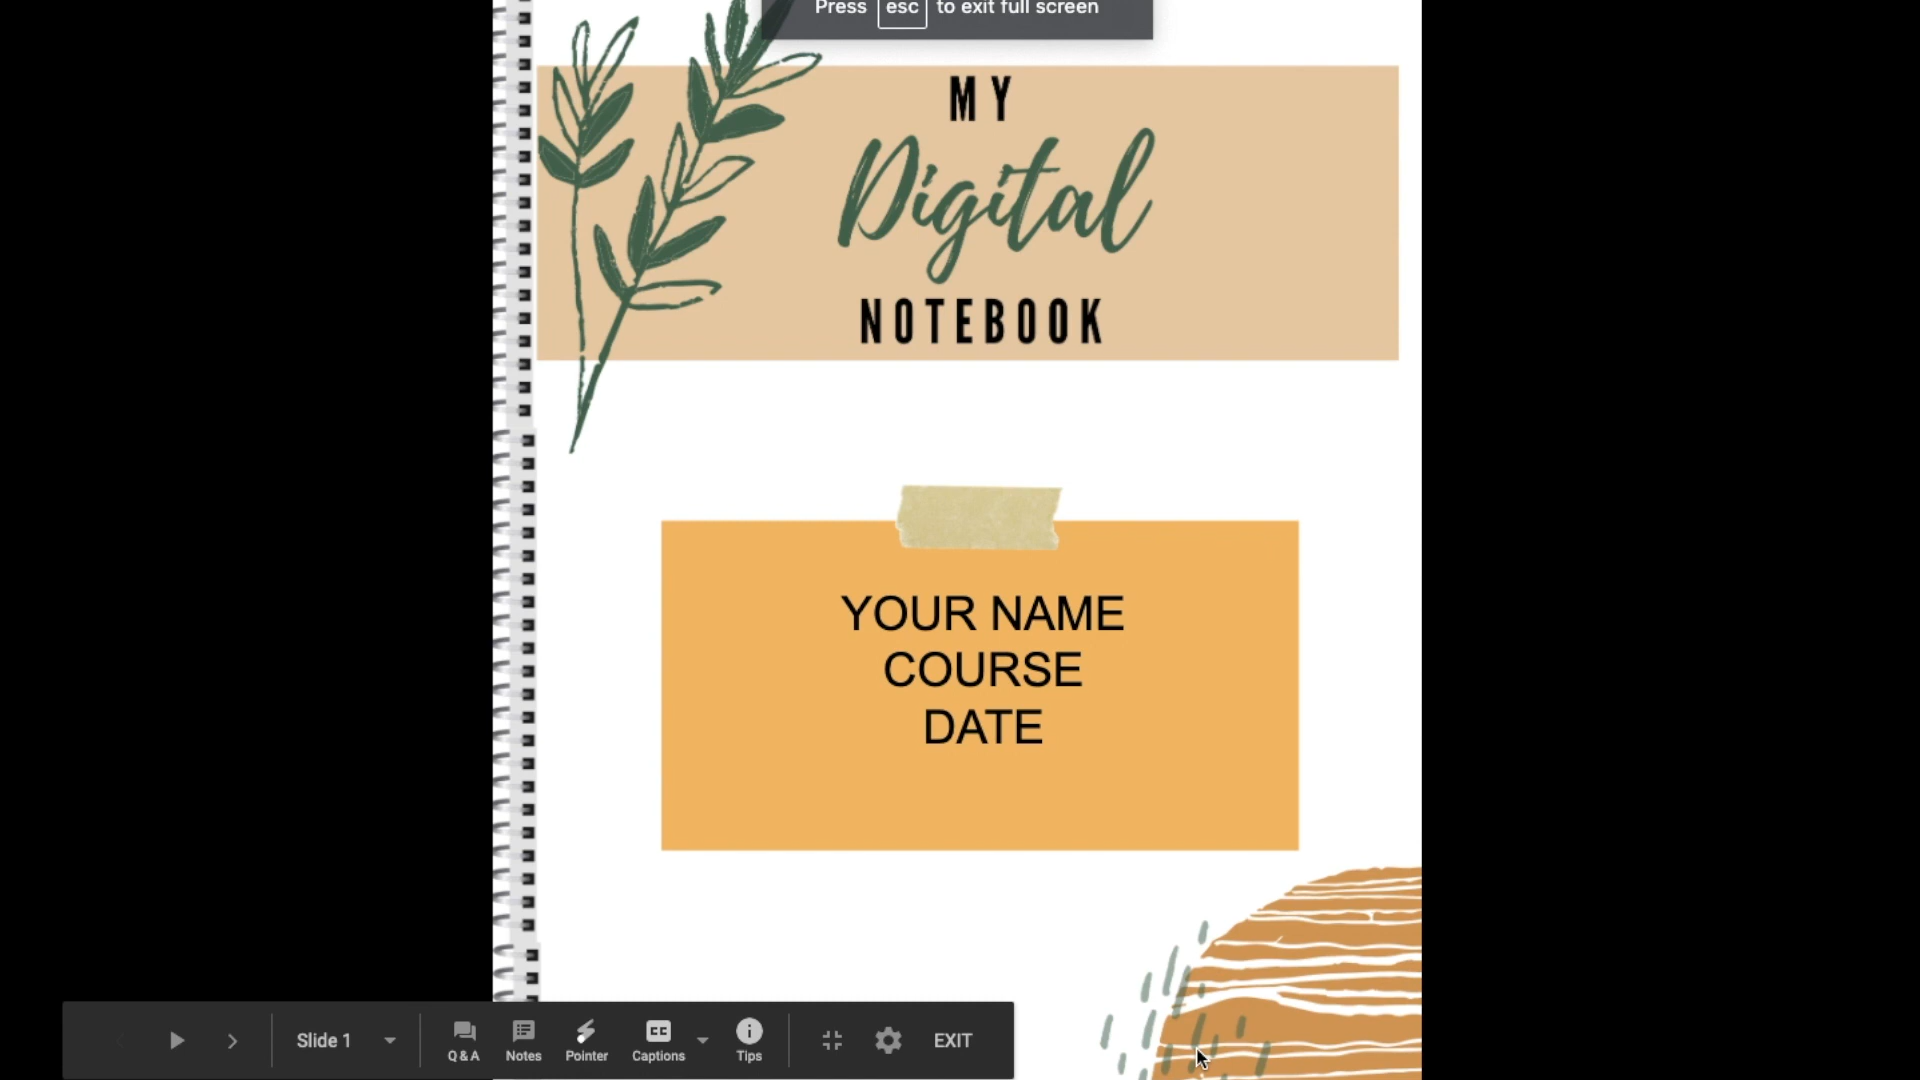 Press esc to exit full screen
MY
Digital
NOTEBOOK
YOUR NAME
COURSE
DATE
Slide 1
Q&A
Notes
Pointer
CC
Captions
Tips
EXIT